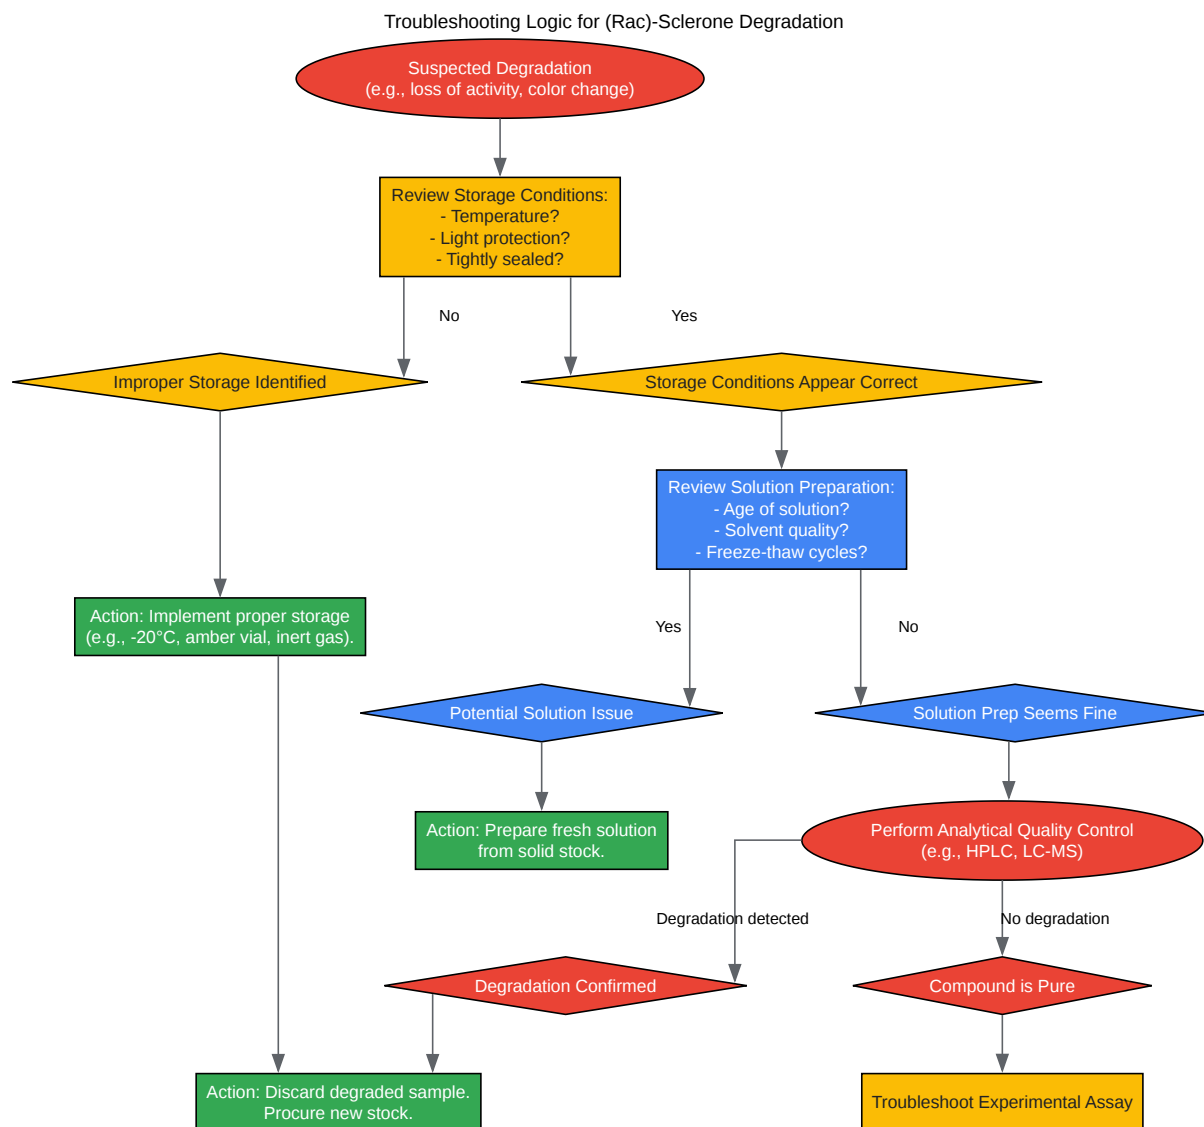 Troubleshooting Logic for (Rac)-Sclerone Degradation
Suspected Degradation
(e.g., loss of activity, color change)
Review Storage Conditions:
- Temperature?
- Light protection?
- Tightly sealed?
No
Yes
Improper Storage Identified
Storage Conditions Appear Correct
Review Solution Preparation:
- Age of solution?
- Solvent quality?
- Freeze-thaw cycles?
Action: Implement proper storage
(e.g., -20°C, amber vial, inert gas).
Yes
No
Potential Solution Issue
Solution Prep Seems Fine
Action: Prepare fresh solution
from solid stock.
Perform Analytical Quality Control
(e.g., HPLC, LC-MS)
Degradation detected
No degradation
Degradation Confirmed
Compound is Pure
Action: Discard degraded sample.
Procure new stock.
Troubleshoot Experimental Assay